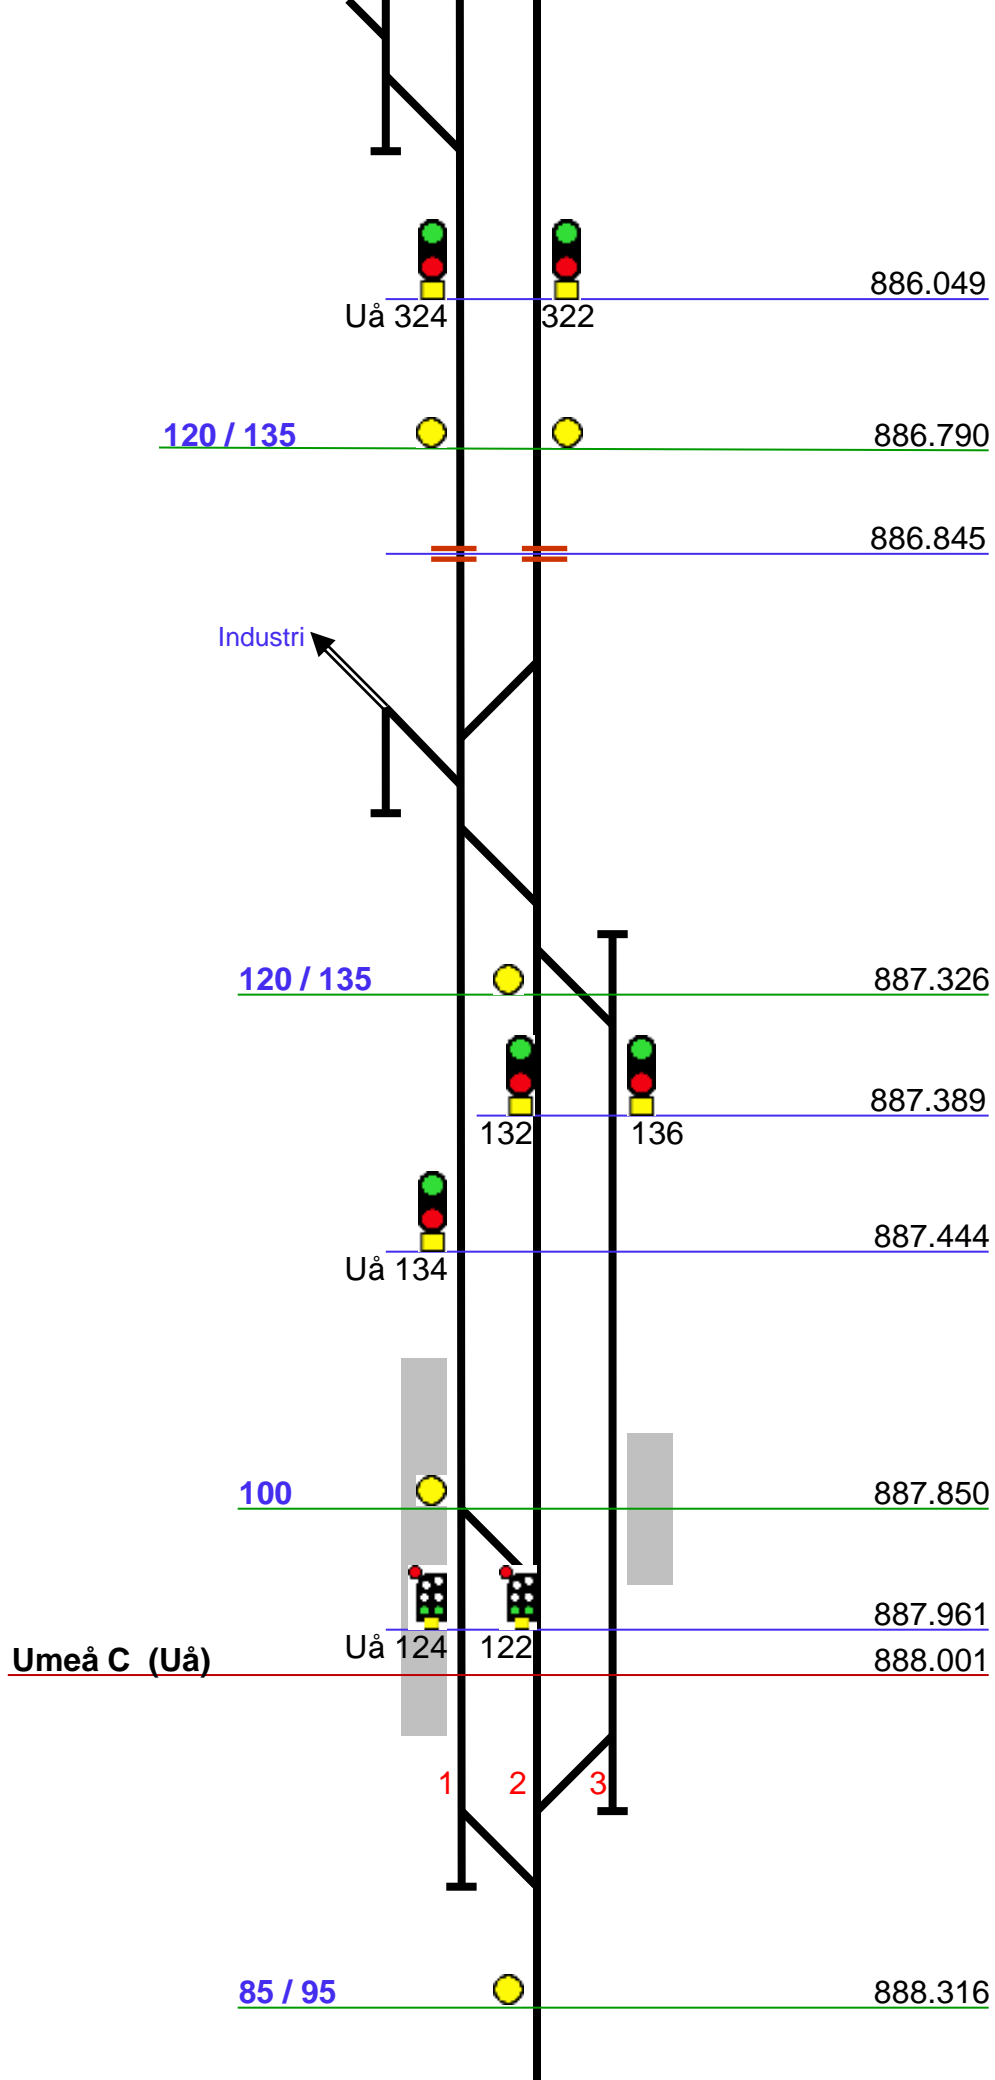 886.049
Uå 324 322
120 / 135 886.790
886.845
Industri
120 / 135 887.326
887.389
132 136
887.444
Uå 134
100 887.850
887.961
Uå 124 122
Umeå C (Uå) 888.001
1 2 3
85 / 95 888.316